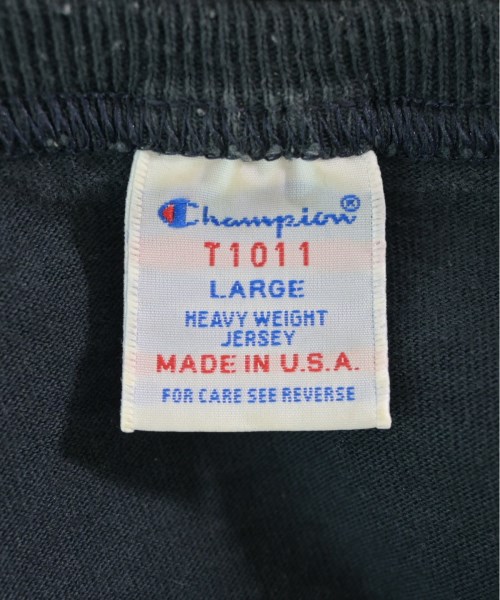 Champion®
T1011
LARGE
HEAVY WEIGHT
JERSEY
MADE IN U.S.A.
FOR CARE SEE REVERSE